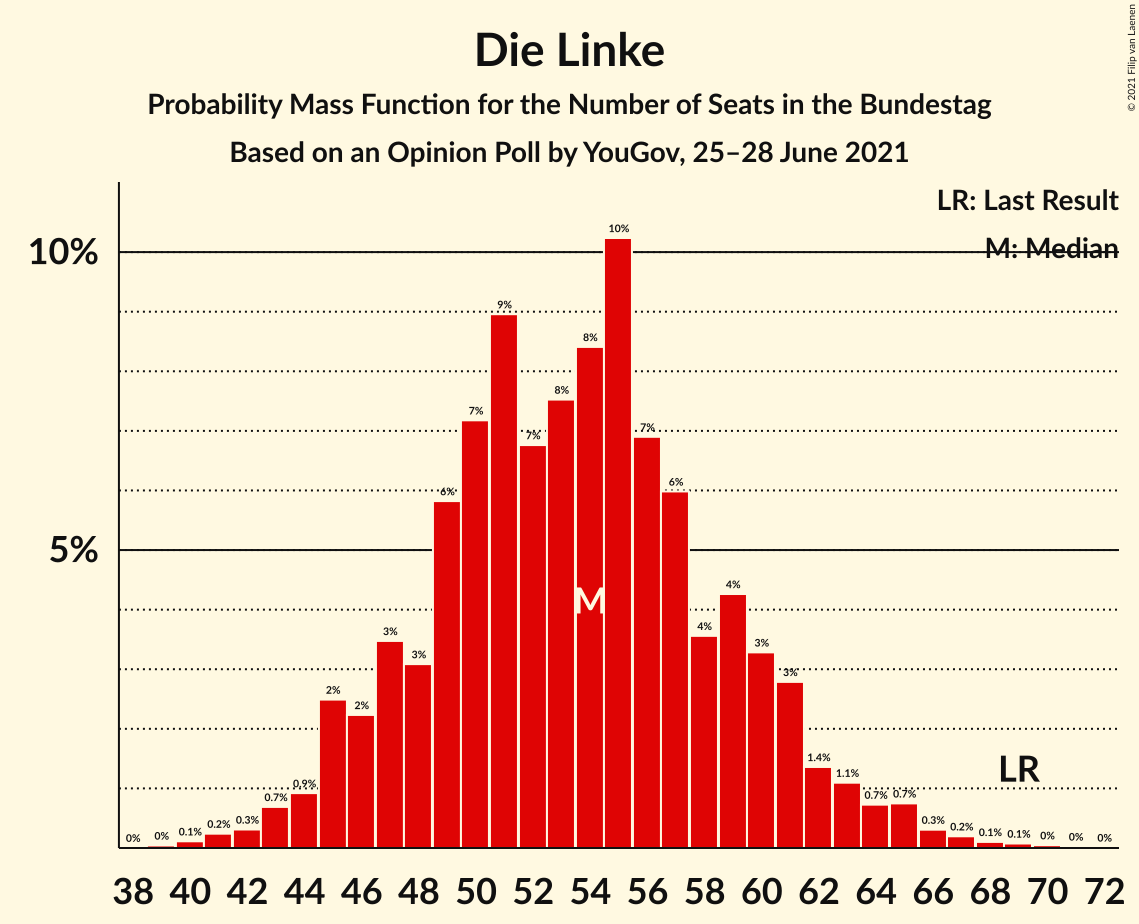 Die Linke
Probability Mass Function for the Number of Seats in the Bundestag
Based on an Opinion Poll by YouGov, 25–28 June 2021
© 2021 Filip van Laenen
LR: Last Result
M: Median
10%
5%
0% 0% 0.1% 0.2% 0.3% 0.7% 0.9% 2% 2% 3% 3% 6% 7% 9% 7% 8% 8% 10% 7% 6% 4% 4% 3% 3% 1.4% 1.1% 0.7% 0.7% 0.3% 0.2% 0.1% 0.1% 0% 0% 0%
M
LR
38 40 42 44 46 48 50 52 54 56 58 60 62 64 66 68 70 72